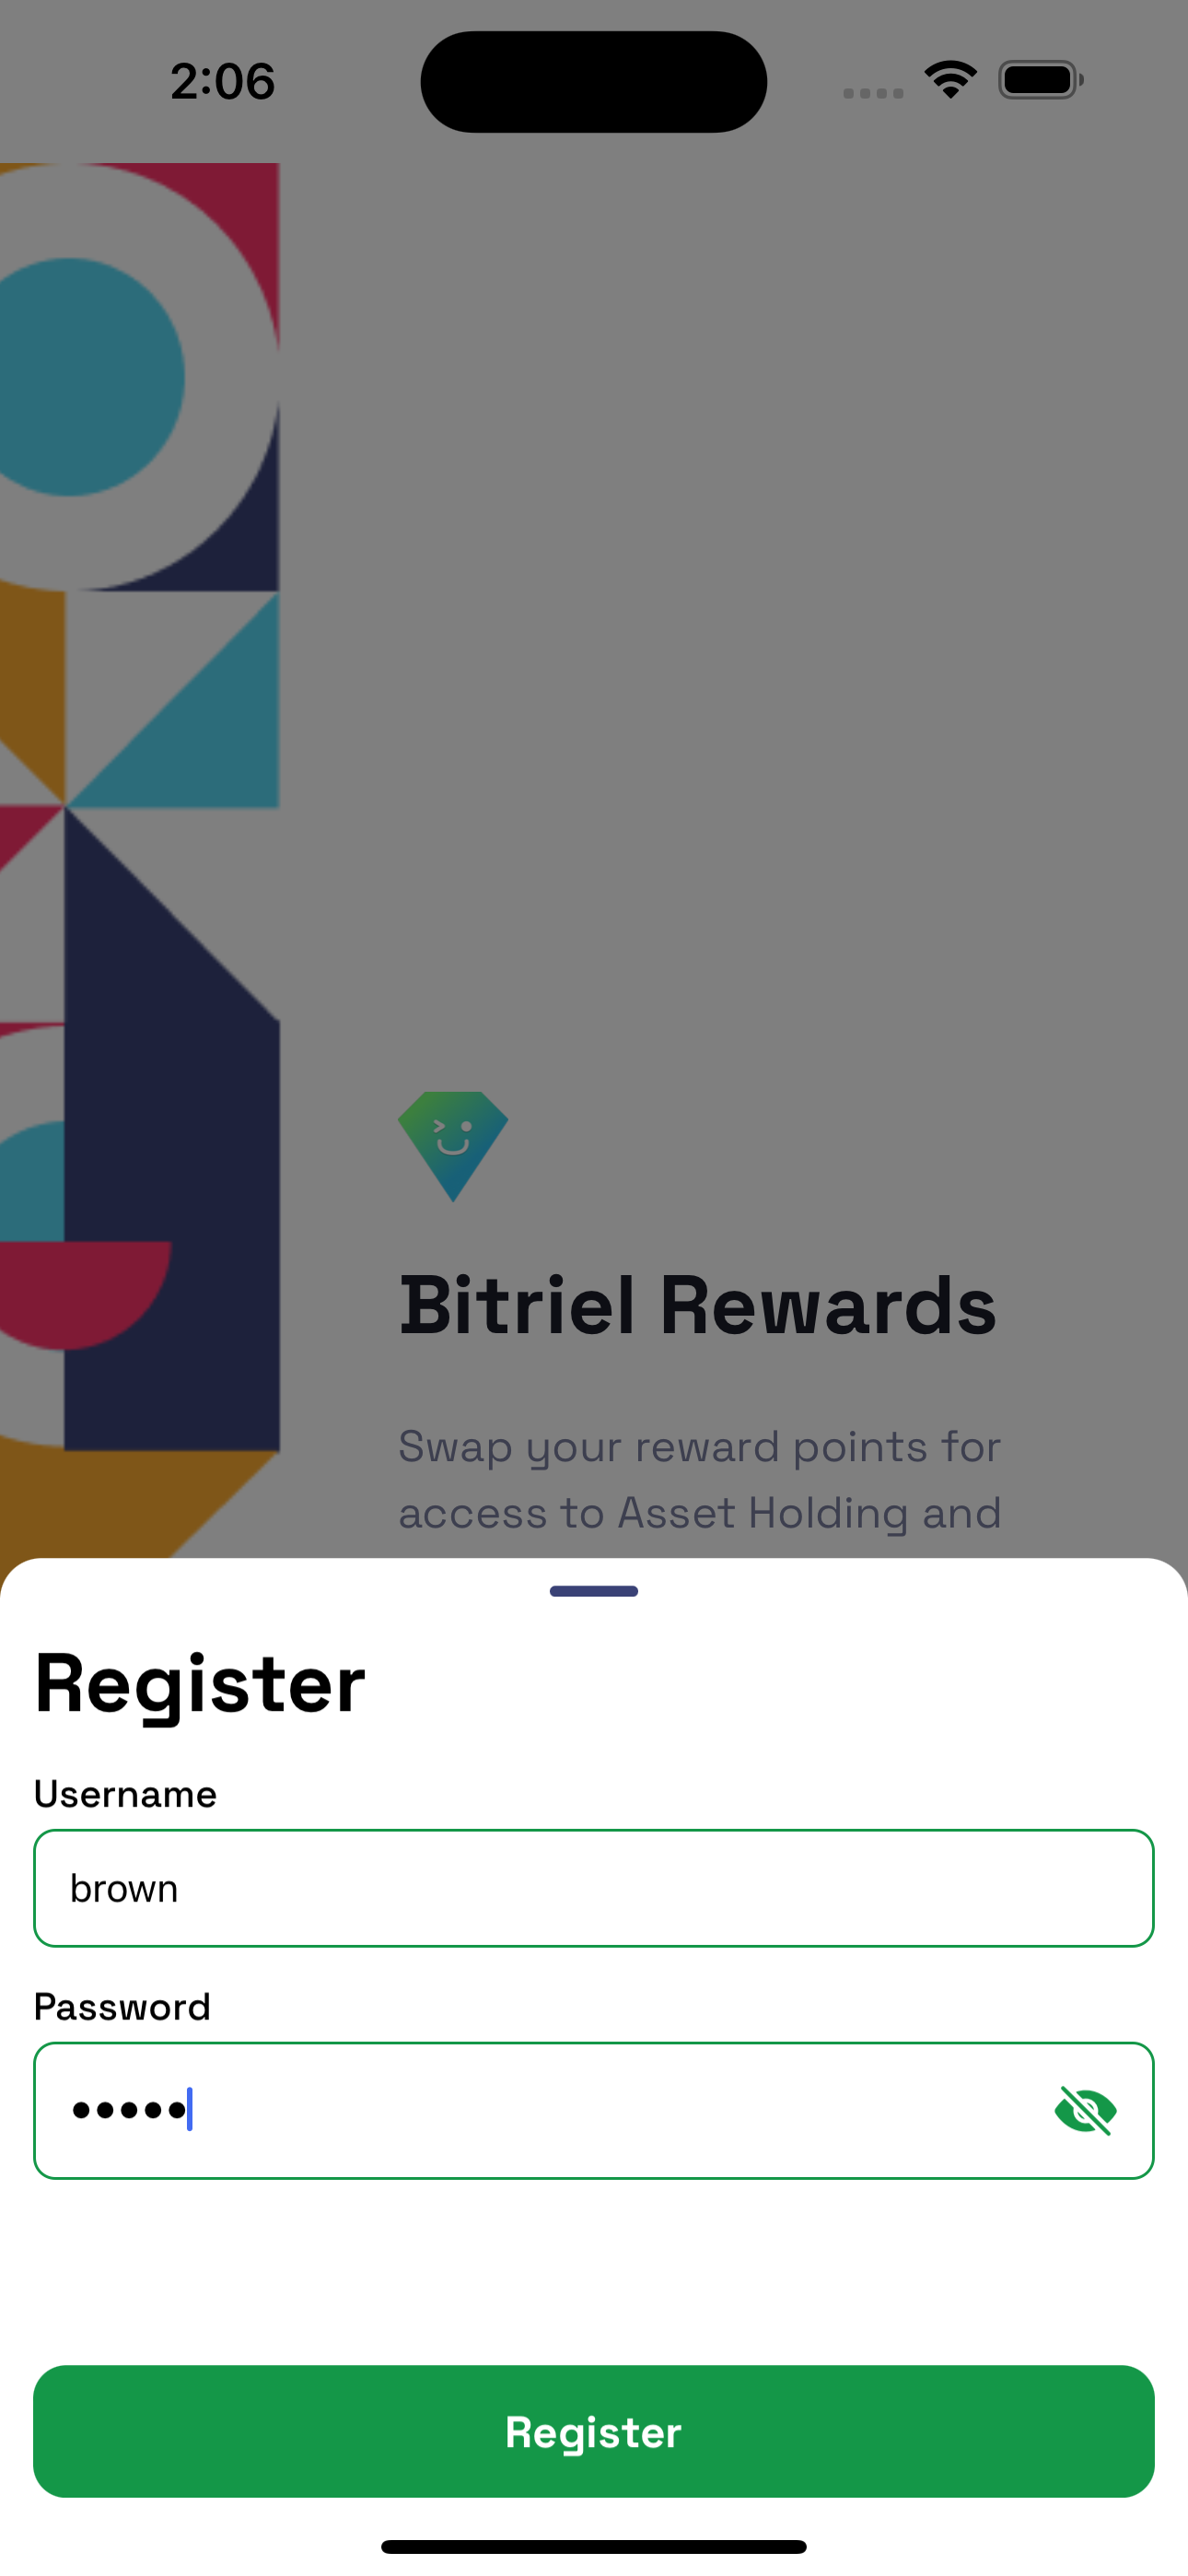 2:06
Bitriel Rewards
Swap your reward points for
access to Asset Holding and
Register
Username
brown
Password
•••••
Register